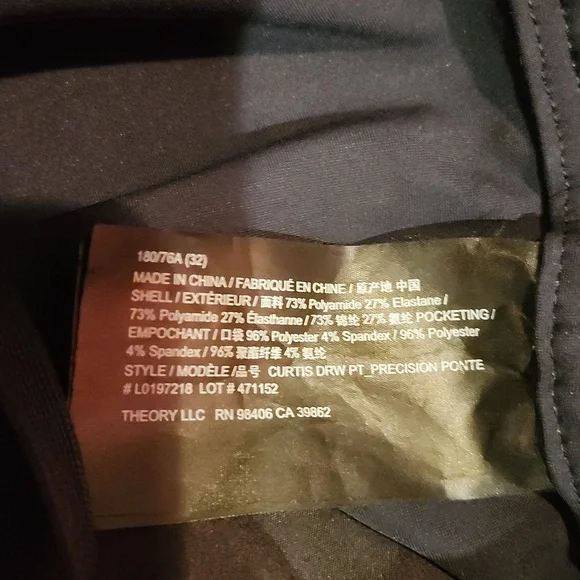 180/76A (32)
MADE IN CHINA / FABRIQUÉ EN CHINE / 原产地 中国
SHELL / EXTÉRIEUR / 面料 73% Polyamide 27% Elastane /
73% Polyamide 27% Élasthanne / 73% 锦纶 27% 氨纶 POCKETING /
EMPOCHANT / 口袋 96% Polyester 4% Spandex / 96% Polyester
4% Spandex / 96% 聚酯纤维 4% 氨纶
STYLE / MODÈLE /品号 CURTIS DRW PT_PRECISION PONTE
# L0197218 LOT # 471152
THEORY LLC RN 98406 CA 39862